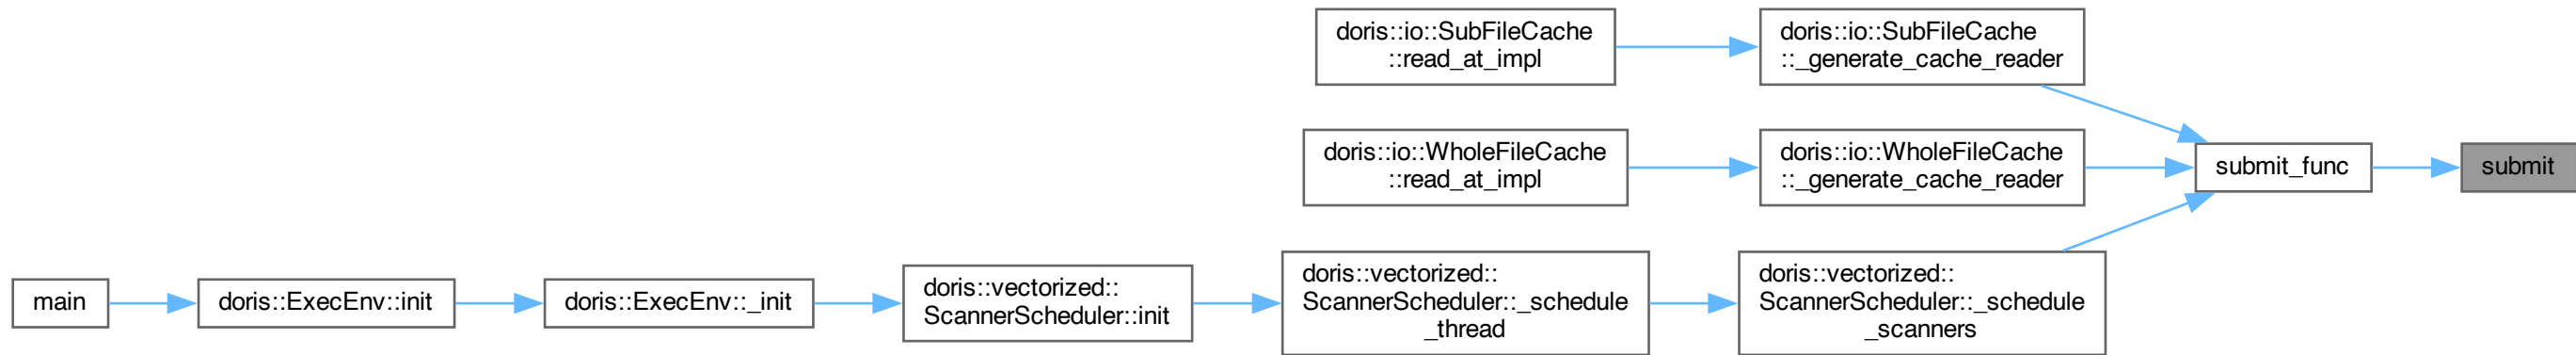 doris::io::SubFileCache
::read_at_impl
doris::io::SubFileCache
::_generate_cache_reader
doris::io::WholeFileCache
::read_at_impl
doris::io::WholeFileCache
::_generate_cache_reader
submit_func
submit
main
doris::ExecEnv::init
doris::ExecEnv::_init
doris::vectorized::
ScannerScheduler::init
doris::vectorized::
ScannerScheduler::_schedule
_thread
doris::vectorized::
ScannerScheduler::_schedule
_scanners